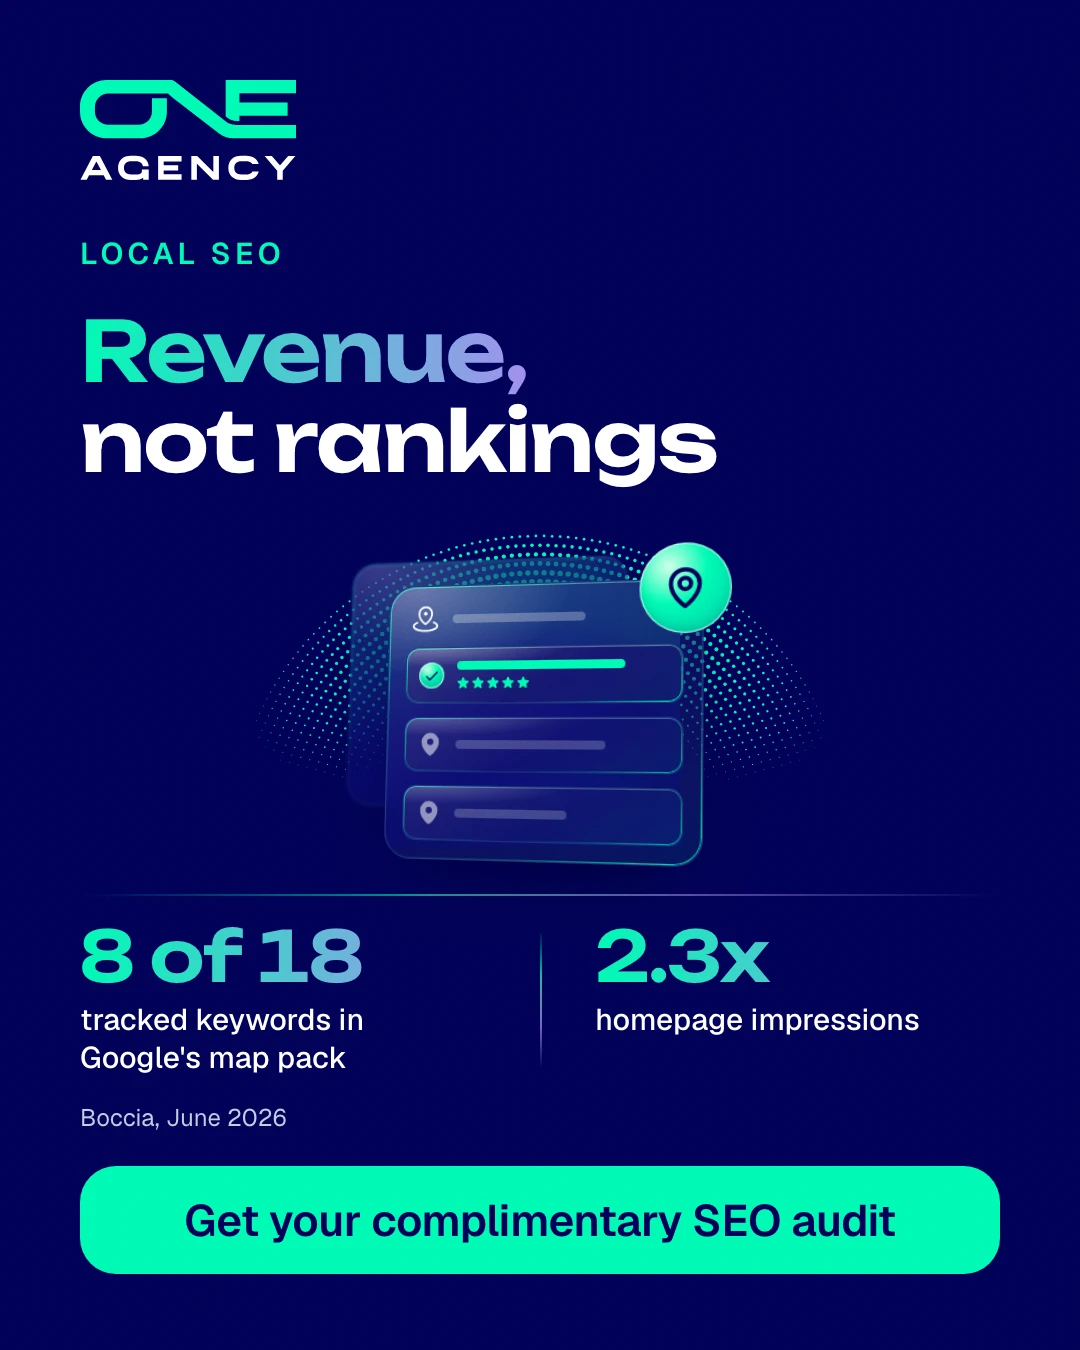 ONE
AGENCY
LOCAL SEO
Revenue,
not rankings
8 of 18
tracked keywords in
Google's map pack
2.3x
homepage impressions
Boccia, June 2026
Get your complimentary SEO audit